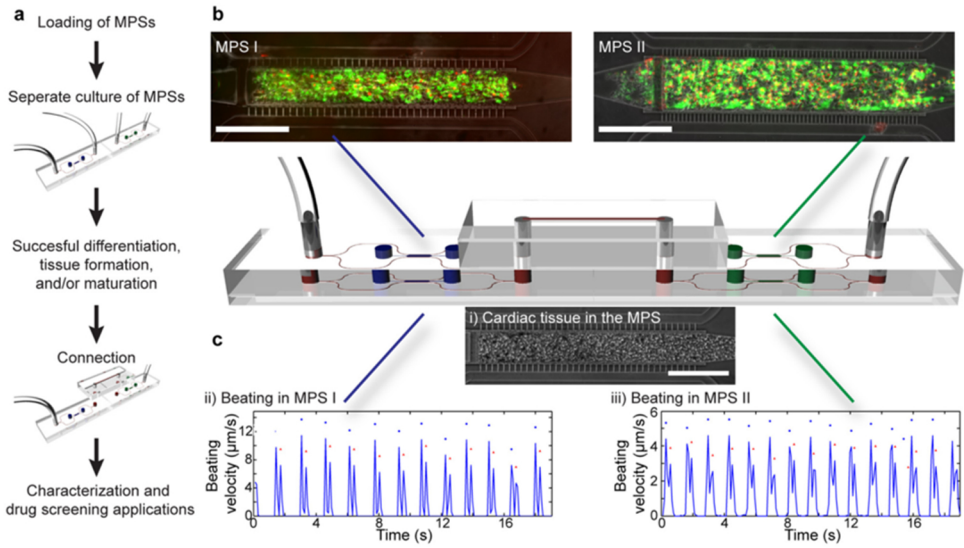 a
Loading of MPSs
Seperate culture of MPSs
Succesful differentiation,
tissue formation,
and/or maturation
Connection
Characterization and
drug screening applications
b
MPS I
MPS II
c
i) Cardiac tissue in the MPS
ii) Beating in MPS I
Beating
velocity (µm/s)
12
8
4
0
0
4
8
12
16
Time (s)
iii) Beating in MPS II
Beating
velocity (µm/s)
6
4
2
0
0
4
8
12
16
Time (s)